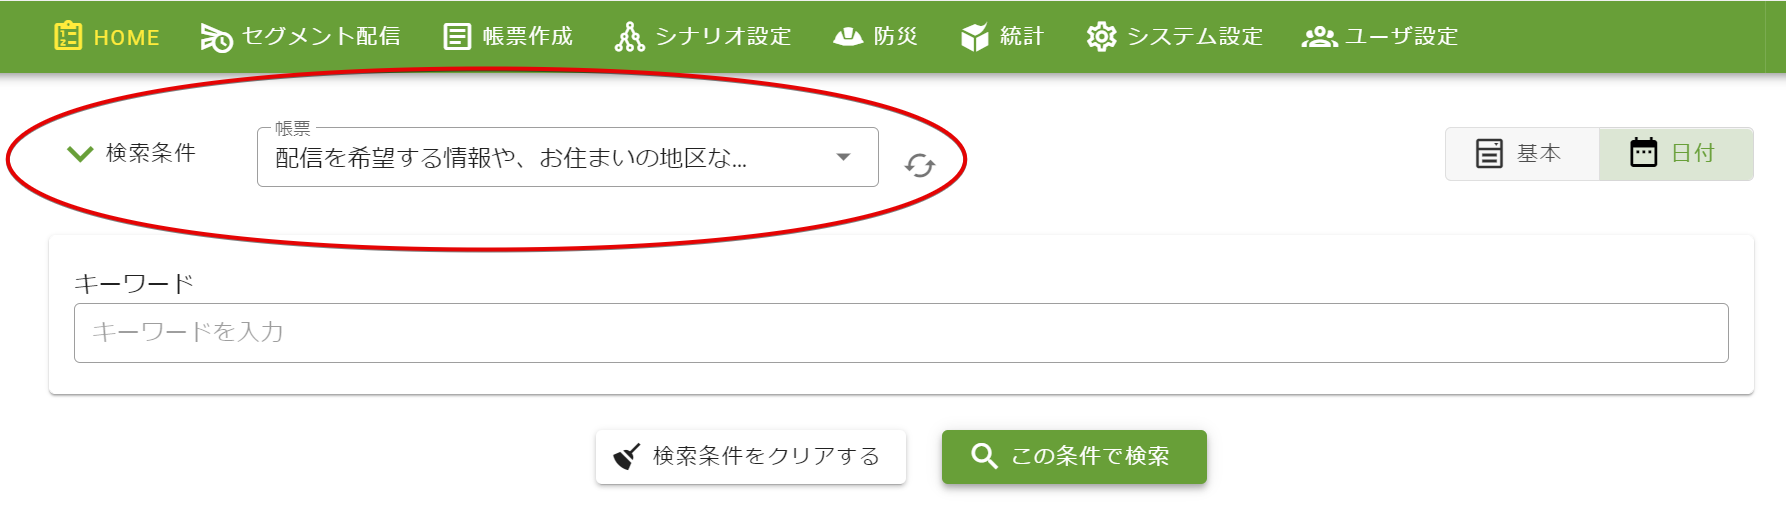 HOME セグメント配信 帳票作成 シナリオ設定 防災 統計 システム設定 ユーザ設定
検索条件
帳票
配信を希望する情報や、お住まいの地区な...
基本 日付
キーワード
キーワードを入力
検索条件をクリアする この条件で検索